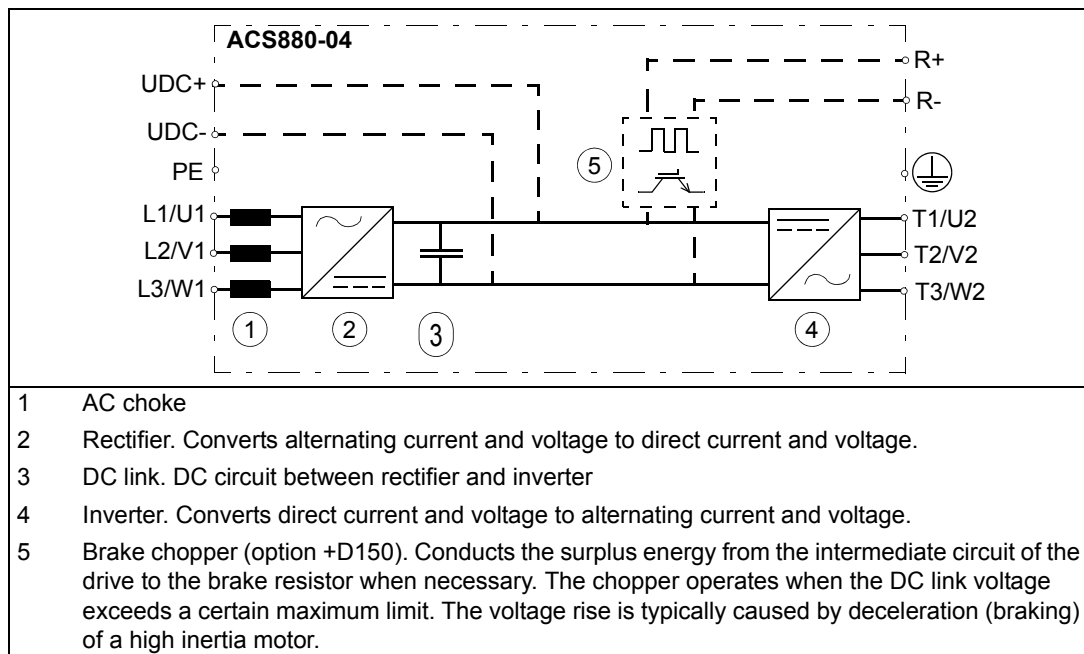 ACS880-04
UDC+
UDC-
PE
L1/U1
L2/V1
L3/W1
R+
R-
T1/U2
T2/V2
T3/W2
5
1
2
3
4
1 AC choke
2 Rectifier. Converts alternating current and voltage to direct current and voltage.
3 DC link. DC circuit between rectifier and inverter
4 Inverter. Converts direct current and voltage to alternating current and voltage.
5 Brake chopper (option +D150). Conducts the surplus energy from the intermediate circuit of the
drive to the brake resistor when necessary. The chopper operates when the DC link voltage
exceeds a certain maximum limit. The voltage rise is typically caused by deceleration (braking)
of a high inertia motor.